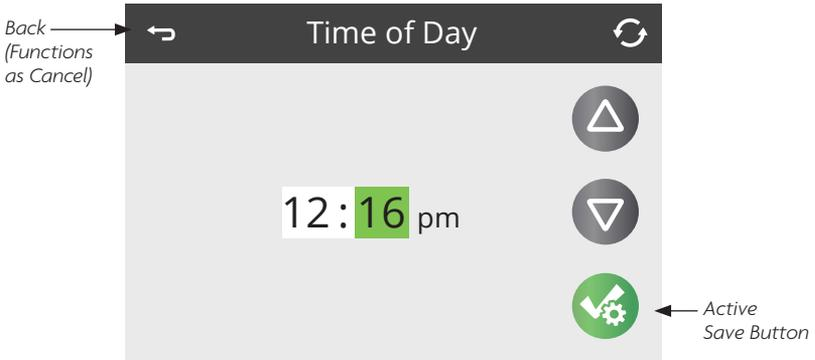 Back
(Functions
as Cancel)
Time of Day
12:16 pm
Active
Save Button